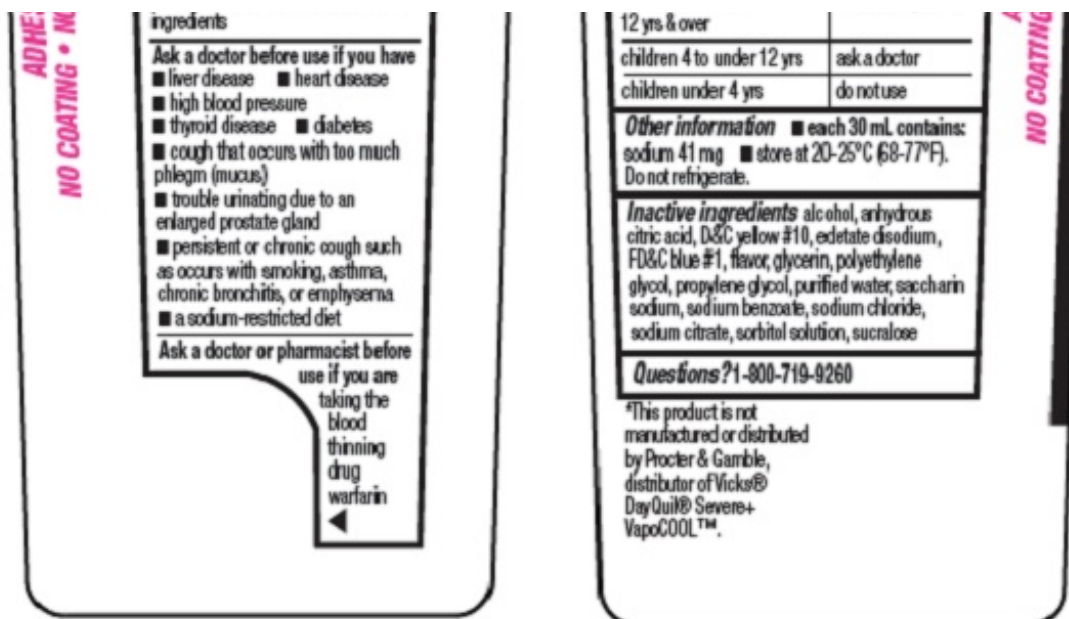 ADHES
NO COATING • NO
ingredients
Ask a doctor before use if you have
■ liver disease ■ heart disease
■ high blood pressure
■ thyroid disease ■ diabetes
■ cough that occurs with too much
phlegm (mucus)
■ trouble urinating due to an
enlarged prostate gland
■ persistent or chronic cough such
as occurs with smoking, asthma,
chronic bronchitis, or emphysema
■ a sodium-restricted diet
Ask a doctor or pharmacist before
use if you are
taking the
blood
thinning
drug
warfarin
12 yrs & over
children 4 to under 12 yrs ask a doctor
children under 4 yrs do not use
Other information ■ each 30 mL contains:
sodium 41 mg ■ store at 20-25°C (68-77°F).
Do not refrigerate.
Inactive ingredients alcohol, anhydrous
citric acid, D&C yellow #10, edetate disodium,
FD&C blue #1, flavor, glycerin, polyethylene
glycol, propylene glycol, purified water, saccharin
sodium, sodium benzoate, sodium chloride,
sodium citrate, sorbitol solution, sucralose
Questions? 1-800-719-9260
*This product is not
manufactured or distributed
by Procter & Gamble,
distributor of Vicks®
DayQuil® Severe+
VapoCOOL™.
A
NO COATING